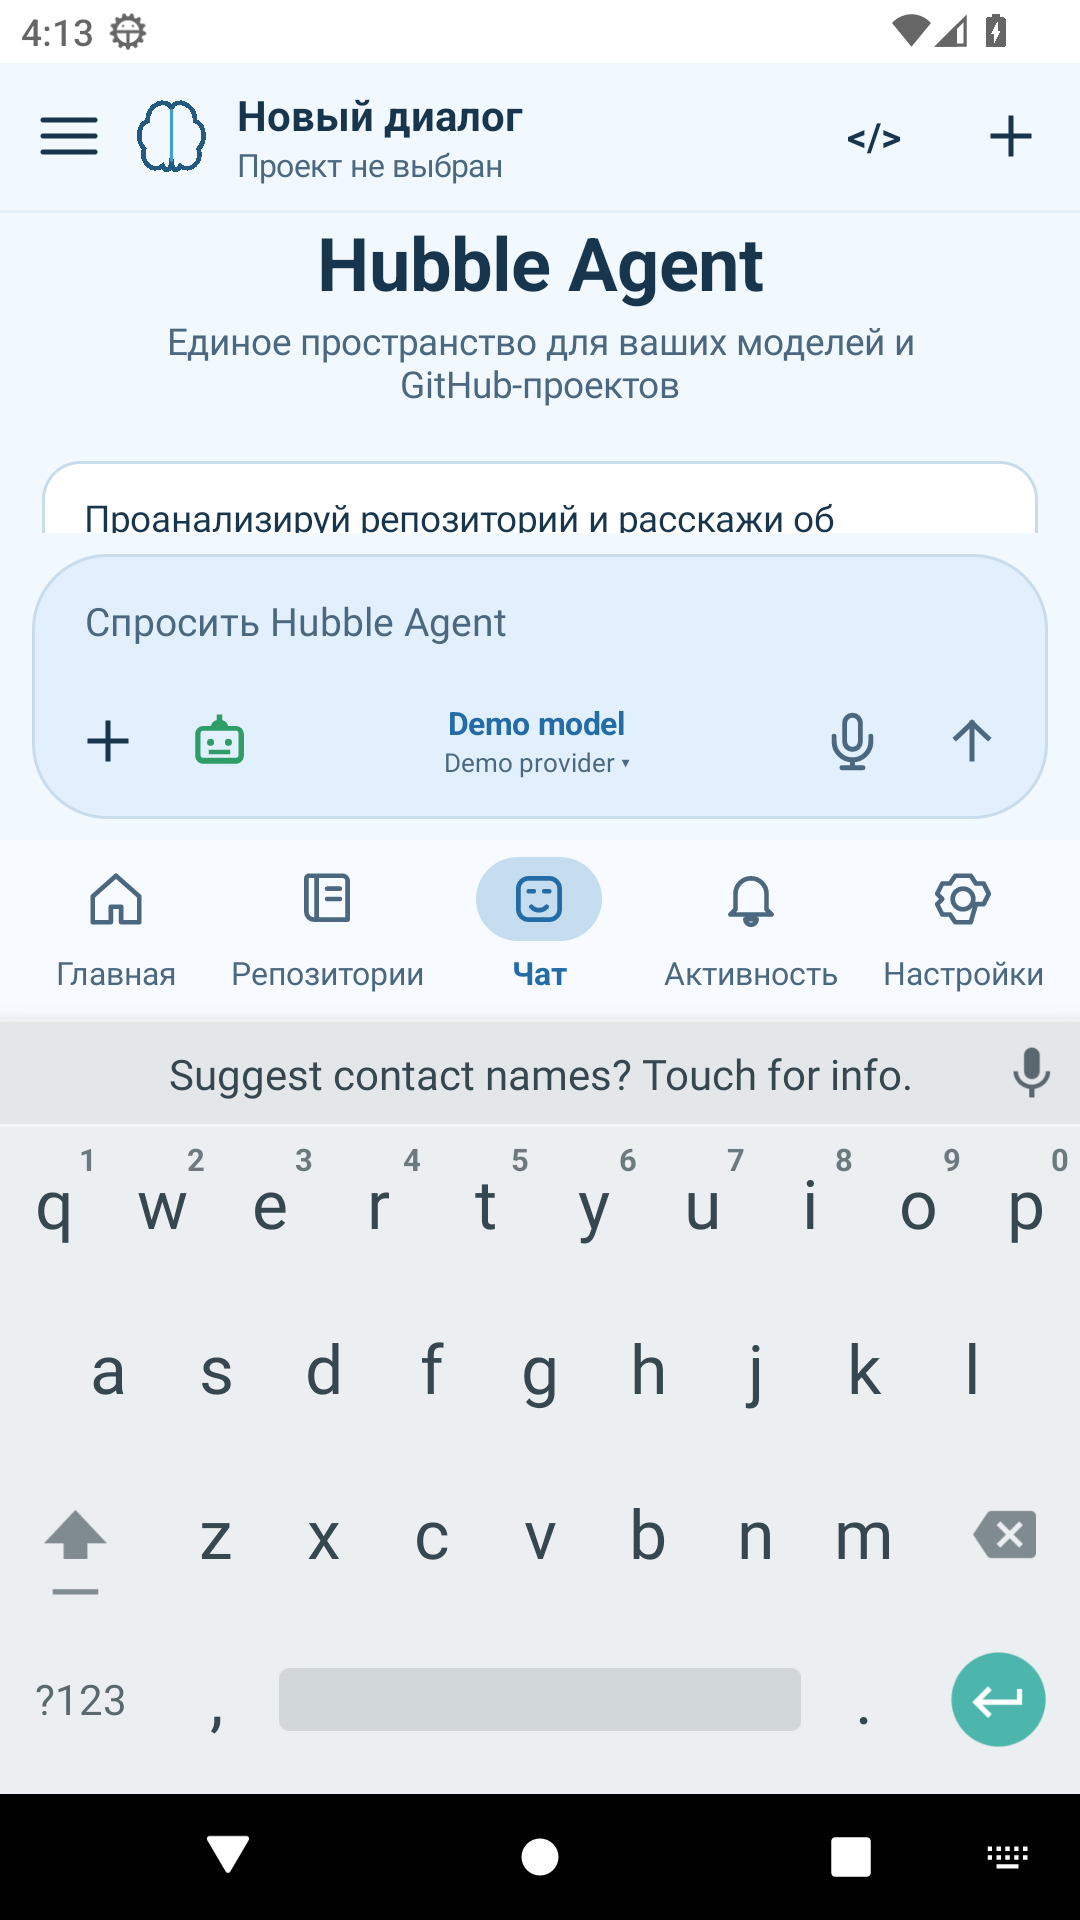 4:13
Новый диалог
Проект не выбран
</>
Hubble Agent
Единое пространство для ваших моделей и
GitHub-проектов
Проанализируй репозиторий и расскажи об
Спросить Hubble Agent
Demo model
Demo provider ▾
Главная Репозитории Чат Активность Настройки
Suggest contact names? Touch for info.
1 2 3 4 5 6 7 8 9 0
q w e r t y u i o p
a s d f g h j k l
z x c v b n m
?123 , .